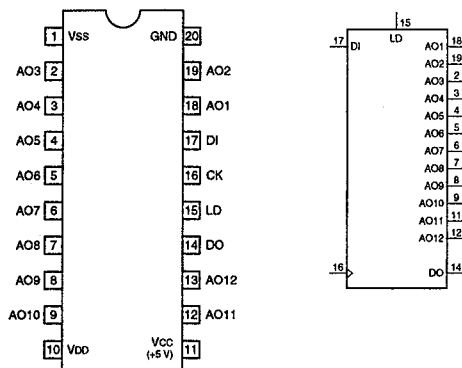 1 VSS GND 20
AO3 2 19 AO2
AO4 3 18 AO1
AO5 4 17 DI
AO6 5 16 CK
AO7 6 15 LD
AO8 7 14 DO
AO9 8 13 AO12
AO10 9 12 AO11
10 VDD VCC 11
(+5 V)
15
LD
17 DI AO1 18
AO2 19
AO3 2
AO4 3
AO5 4
AO6 5
AO7 6
AO8 7
AO9 8
AO10 9
AO11 11
AO12 12
16 DO 14